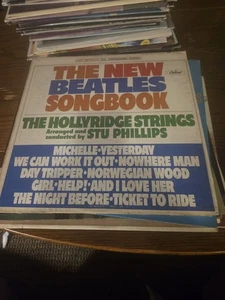 THE NEW
BEATLES
SONGBOOK
THE HOLLYRIDGE STRINGS
Arranged and
conducted by STU PHILLIPS
MICHELLE·YESTERDAY
WE CAN WORK IT OUT·NOWHERE MAN
DAY TRIPPER·NORWEGIAN WOOD
GIRL·HELP!·AND I LOVE HER
THE NIGHT BEFORE·TICKET TO RIDE